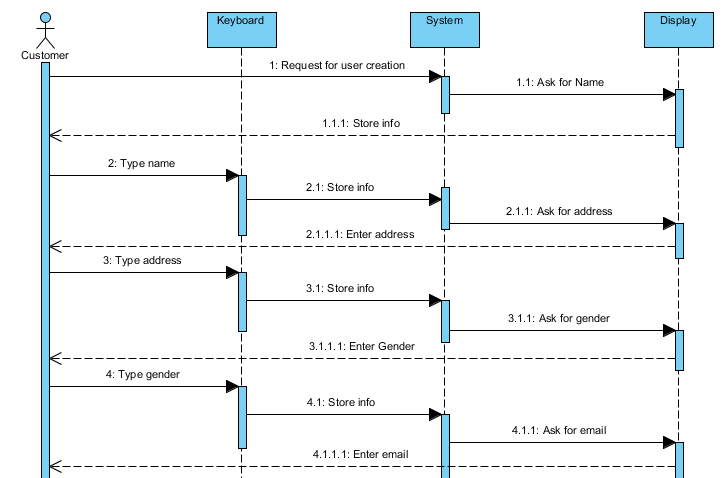 Keyboard
System
Display
Customer
1: Request for user creation
1.1: Ask for Name
1.1.1: Store info
2: Type name
2.1: Store info
2.1.1: Ask for address
2.1.1.1: Enter address
3: Type address
3.1: Store info
3.1.1: Ask for gender
3.1.1.1: Enter Gender
4: Type gender
4.1: Store info
4.1.1: Ask for email
4.1.1.1: Enter email